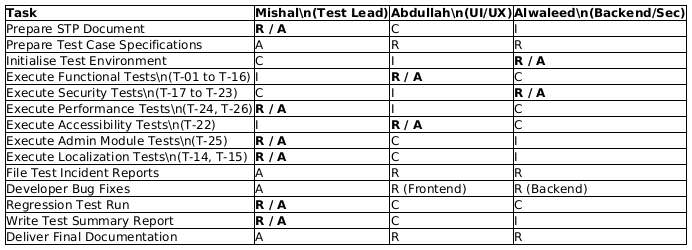 Task Mishal\n(Test Lead) Abdullah\n(UI/UX) Alwaleed\n(Backend/Sec)
Prepare STP Document R / A C I
Prepare Test Case Specifications A R R
Initialise Test Environment C I R / A
Execute Functional Tests\n(T-01 to T-16) I R / A C
Execute Security Tests\n(T-17 to T-23) C I R / A
Execute Performance Tests\n(T-24, T-26) R / A I C
Execute Accessibility Tests\n(T-22) I R / A C
Execute Admin Module Tests\n(T-25) R / A C I
Execute Localization Tests\n(T-14, T-15) R / A C I
File Test Incident Reports A R R
Developer Bug Fixes A R (Frontend) R (Backend)
Regression Test Run R / A C C
Write Test Summary Report R / A C I
Deliver Final Documentation A R R